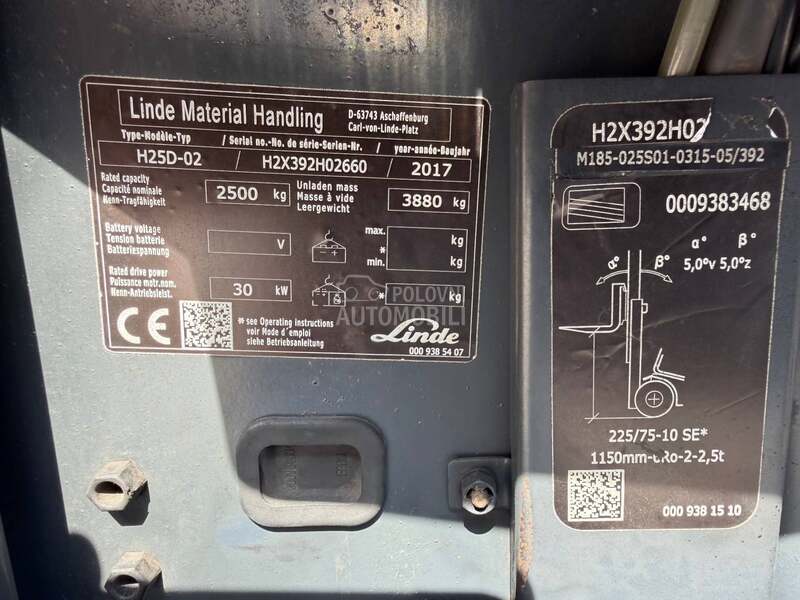 Linde Material Handling
D-63743 Aschaffenburg
Carl-von-Linde-Platz
Type-Modèle-Typ / Serial no.-No. de série-Serien-Nr. / year-année-Baujahr
H25D-02 / H2X392H02660 / 2017
Rated capacity
Capacité nominale
Nenn-Tragfähigkeit
2500 kg
Unladen mass
Masse à vide
Leergewicht
3880 kg
Battery voltage
Tension batterie
Batteriespannung
V
- +
max.
*
min.
kg
kg
Rated drive power
Puissance motr.nom.
Nenn-Antriebsleist.
30 kW
* kg
POLOVNI
AUTOMOBILI
CE
*see Operating instructions
voir Mode d'emploi
siehe Betriebsanleitung
Linde
000 938 54 07
H2X392H02
M185-025S01-0315-05/392
0009383468
α° β°
5,0°v 5,0°z
α° β°
225/75-10 SE*
1150mm-
-2-2,5t
000 938 15 10